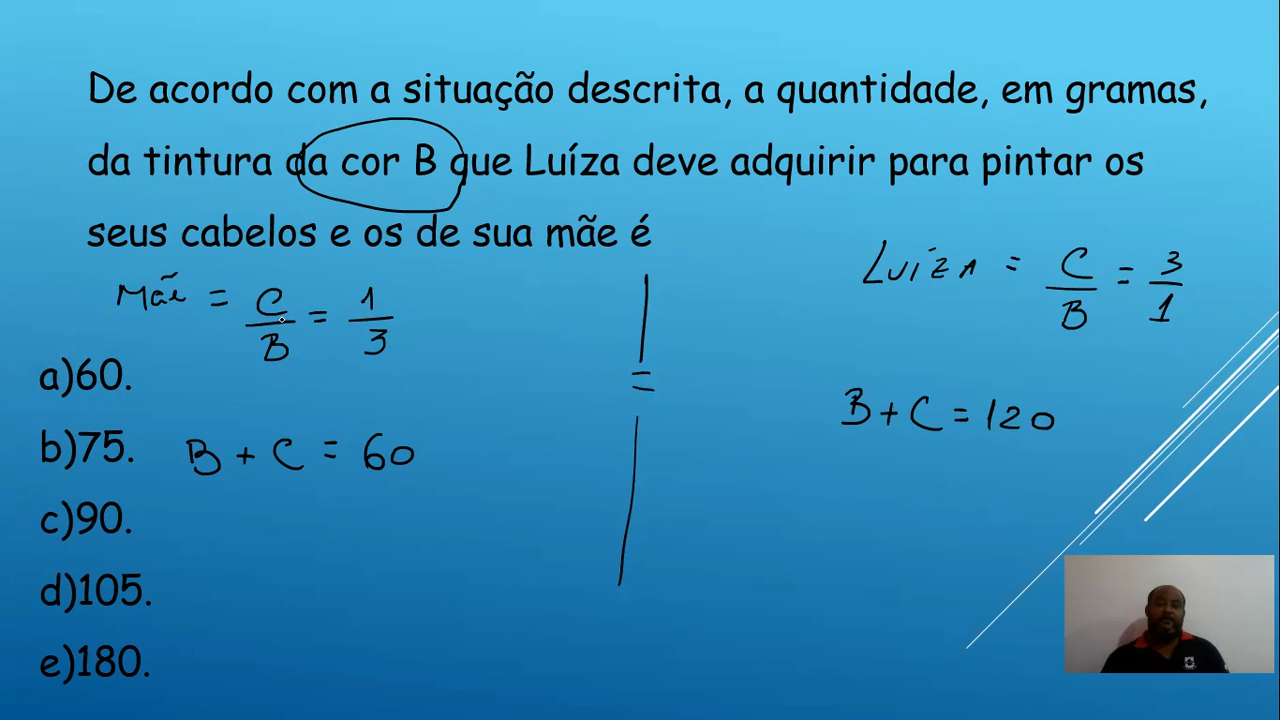 De acordo com a situação descrita, a quantidade, em gramas,
da tintura da cor B que Luíza deve adquirir para pintar os
seus cabelos e os de sua mãe é
Mãe = C/B = 1/3
LUÍZA = C/B = 3/1
a)60.
=
B + C = 120
b)75. B + C = 60
c)90.
d)105.
e)180.